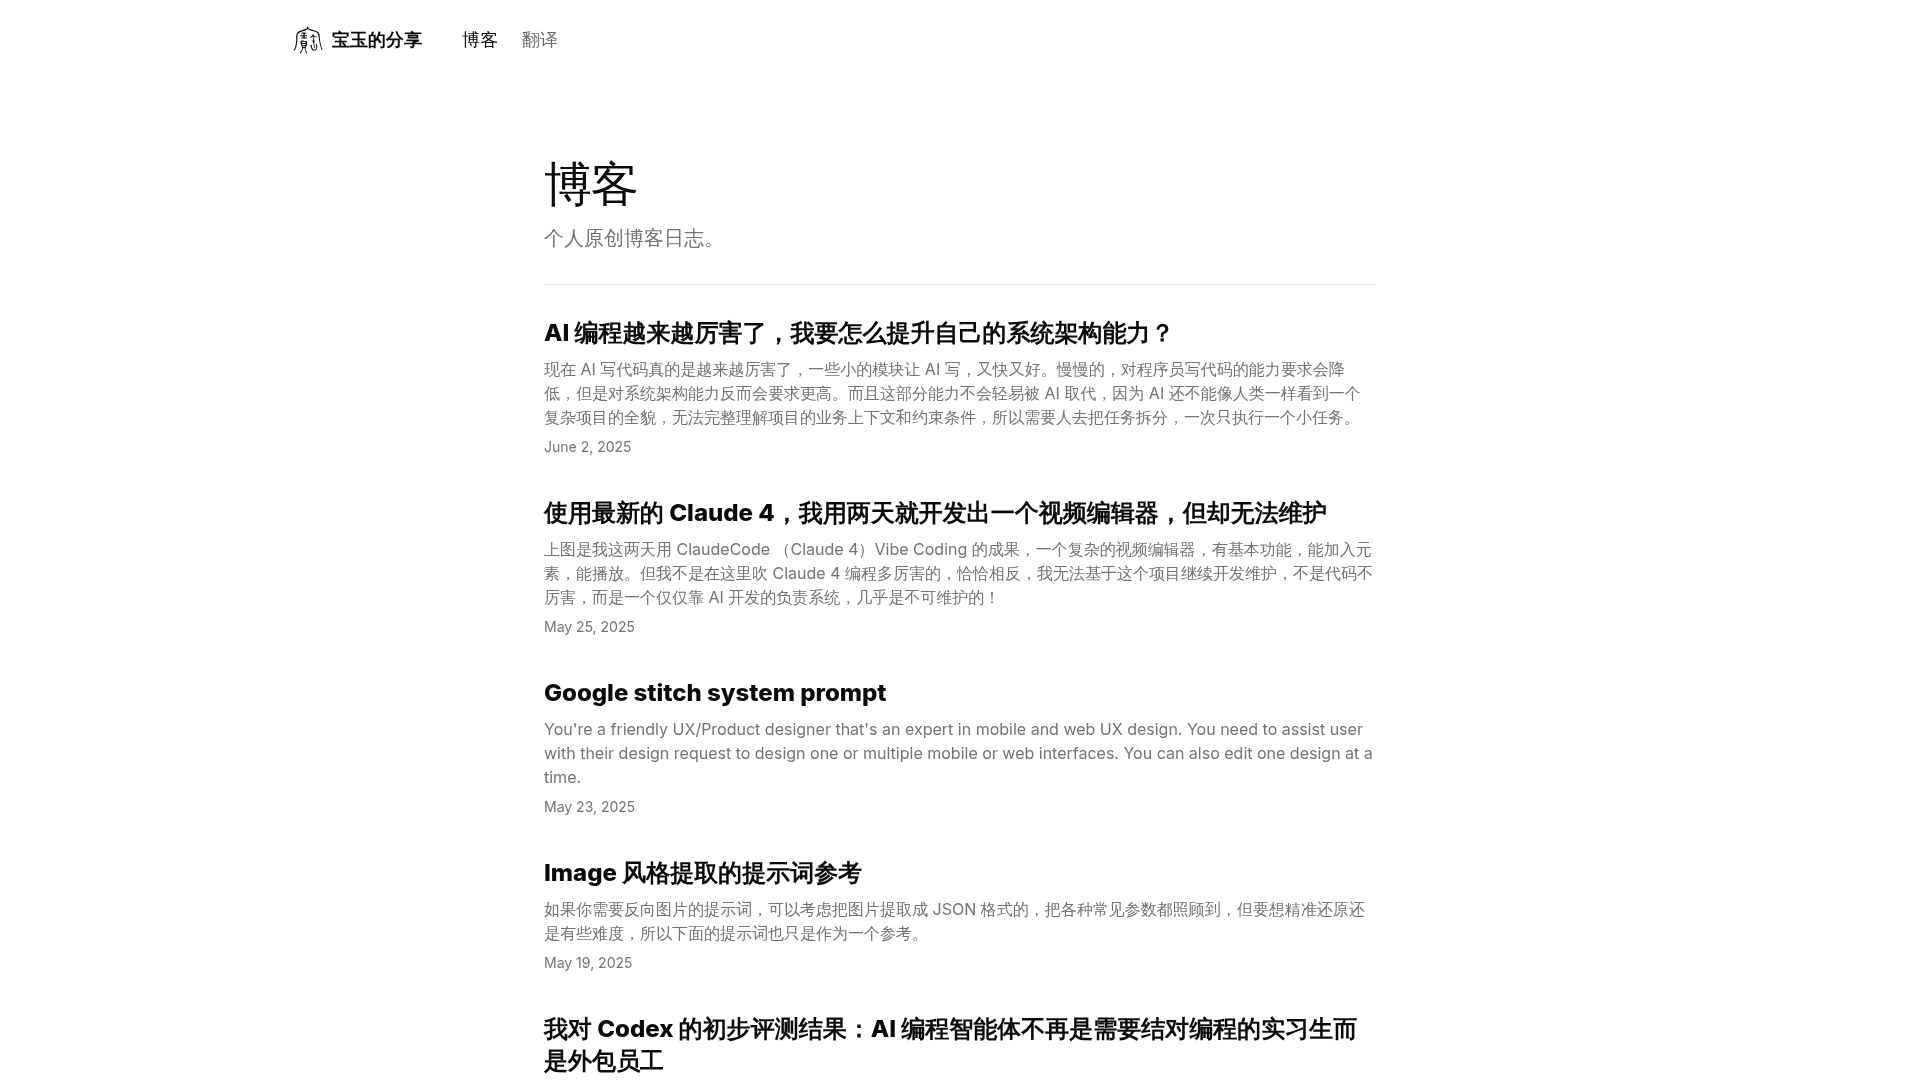 宝玉的分享 博客 翻译
博客
个人原创博客日志。
AI 编程越来越厉害了，我要怎么提升自己的系统架构能力？
现在 AI 写代码真的是越来越厉害了，一些小的模块让 AI 写，又快又好。慢慢的，对程序员写代码的能力要求会降
低，但是对系统架构能力反而会要求更高。而且这部分能力不会轻易被 AI 取代，因为 AI 还不能像人类一样看到一个
复杂项目的全貌，无法完整理解项目的业务上下文和约束条件，所以需要人去把任务拆分，一次只执行一个小任务。
June 2, 2025
使用最新的 Claude 4，我用两天就开发出一个视频编辑器，但却无法维护
上图是我这两天用 ClaudeCode （Claude 4）Vibe Coding 的成果，一个复杂的视频编辑器，有基本功能，能加入元
素，能播放。但我不是在这里吹 Claude 4 编程多厉害的，恰恰相反，我无法基于这个项目继续开发维护，不是代码不
厉害，而是一个仅仅靠 AI 开发的负责系统，几乎是不可维护的！
May 25, 2025
Google stitch system prompt
You're a friendly UX/Product designer that's an expert in mobile and web UX design. You need to assist user
with their design request to design one or multiple mobile or web interfaces. You can also edit one design at a
time.
May 23, 2025
Image 风格提取的提示词参考
如果你需要反向图片的提示词，可以考虑把图片提取成 JSON 格式的，把各种常见参数都照顾到，但要想精准还原还
是有些难度，所以下面的提示词也只是作为一个参考。
May 19, 2025
我对 Codex 的初步评测结果：AI 编程智能体不再是需要结对编程的实习生而
是外包员工